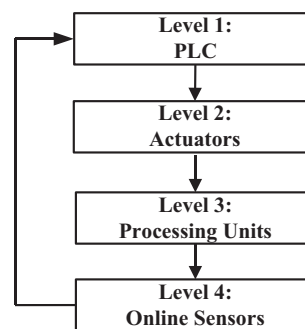 Level 1:
PLC
Level 2:
Actuators
Level 3:
Processing Units
Level 4:
Online Sensors